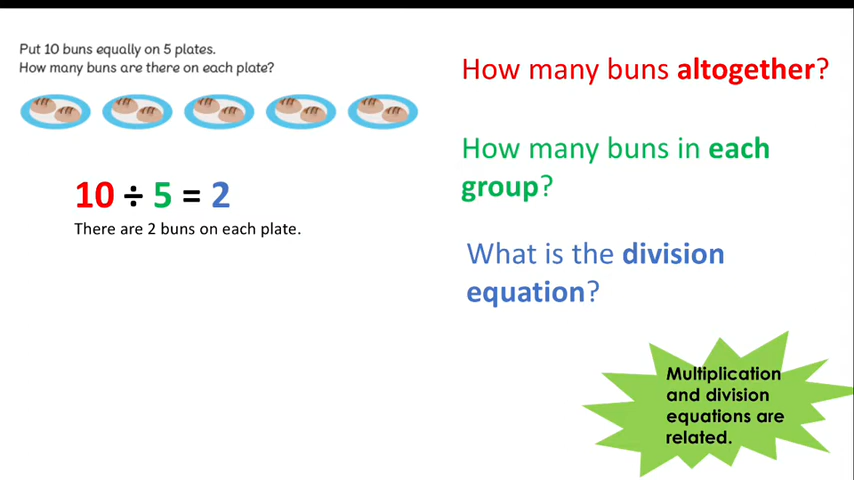 Put 10 buns equally on 5 plates.
How many buns are there on each plate?
10 ÷ 5 = 2
There are 2 buns on each plate.
How many buns altogether?
How many buns in each
group?
What is the division
equation?
Multiplication
and division
equations are
related.